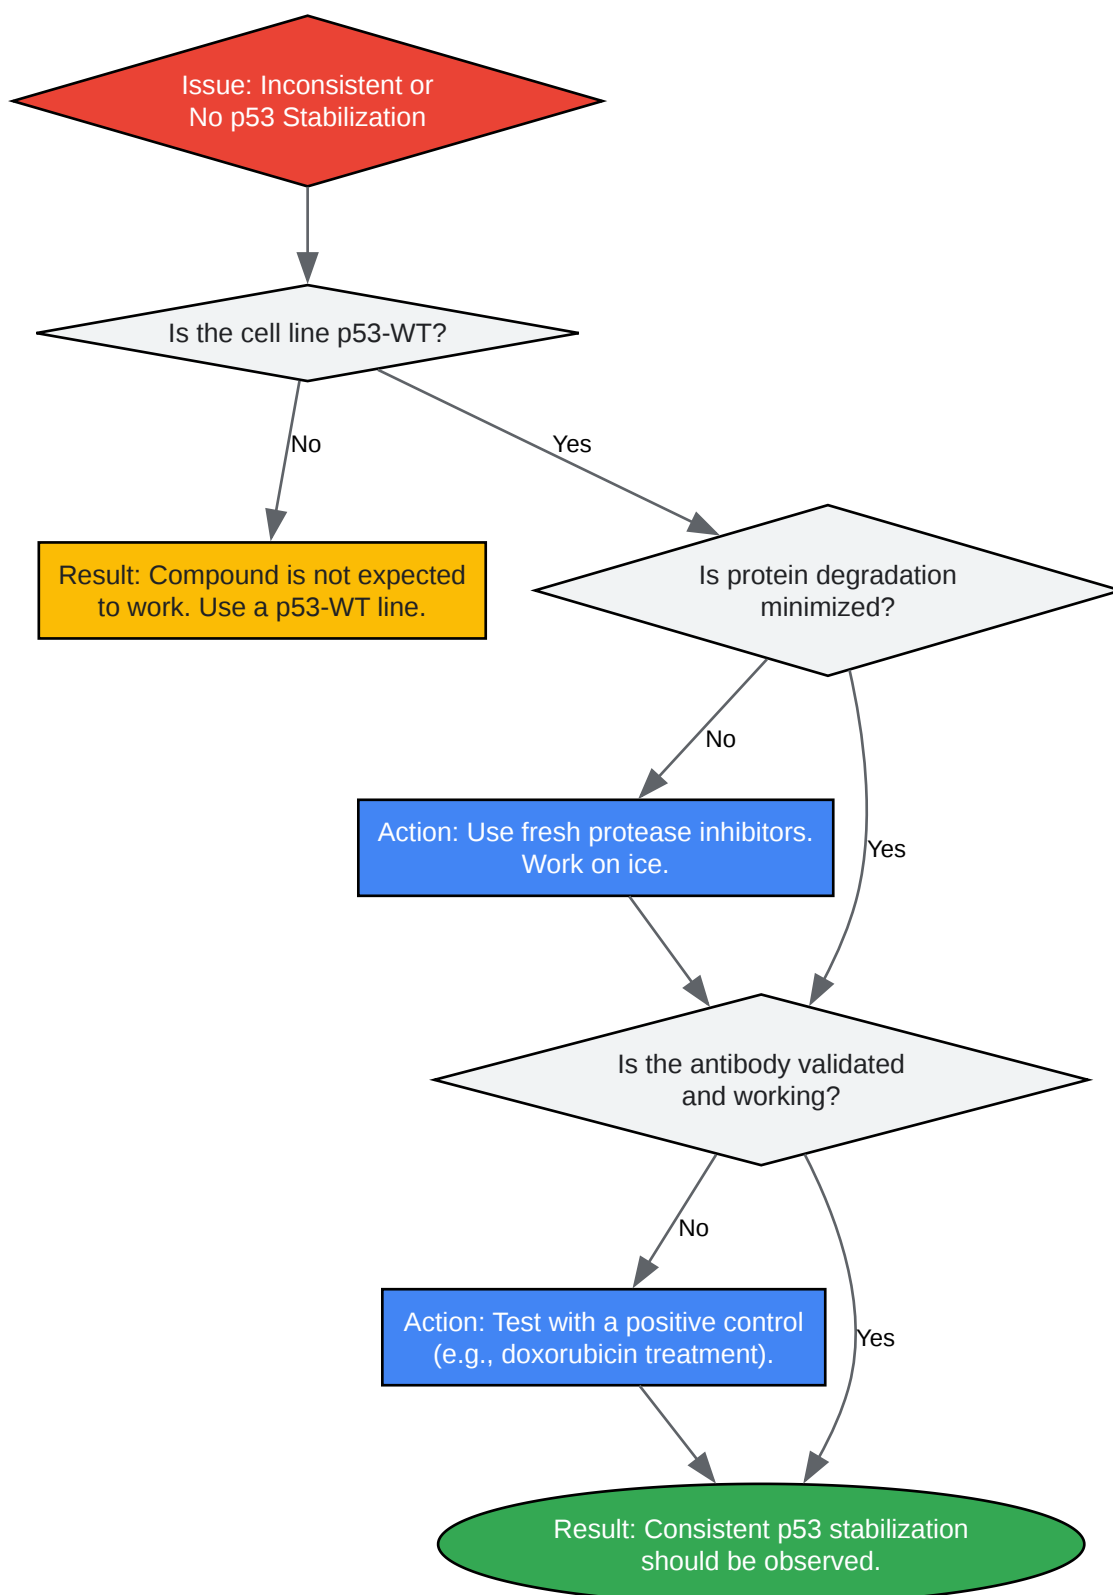 Issue: Inconsistent or
No p53 Stabilization
Is the cell line p53-WT?
No
Yes
Result: Compound is not expected
to work. Use a p53-WT line.
Is protein degradation
minimized?
No
Action: Use fresh protease inhibitors.
Work on ice.
Yes
Is the antibody validated
and working?
No
Action: Test with a positive control
(e.g., doxorubicin treatment).
Yes
Result: Consistent p53 stabilization
should be observed.